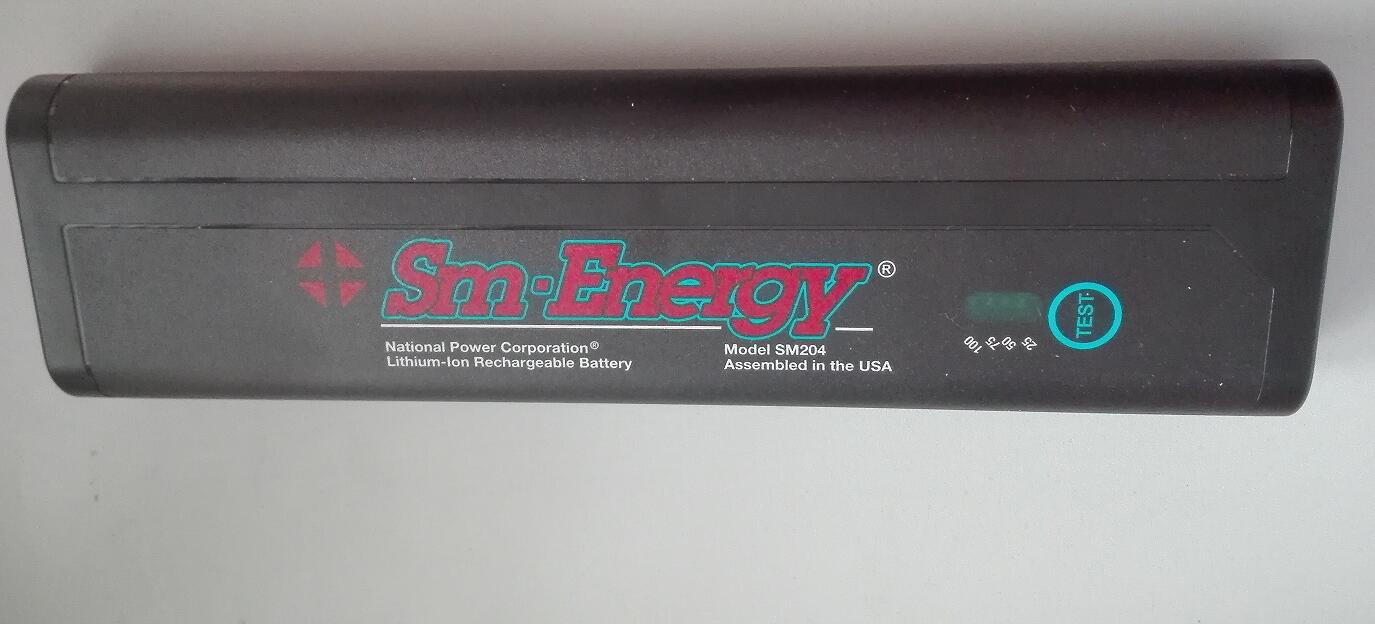 Sm·Energy®
National Power Corporation®
Lithium-Ion Rechargeable Battery
Model SM204
Assembled in the USA
100 75 50 25
TEST